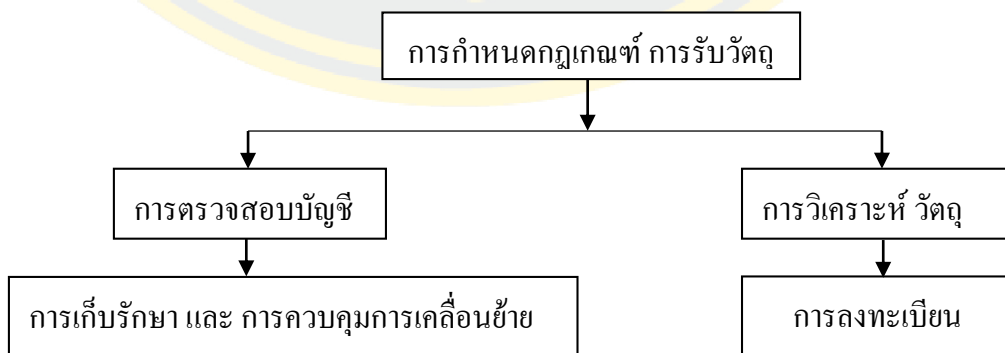 การกำหนดกฎเกณฑ์ การรับวัตถุ
การตรวจสอบบัญชี
การวิเคราะห์ วัตถุ
การเก็บรักษา และ การควบคุมการเคลื่อนย้าย
การลงทะเบียน